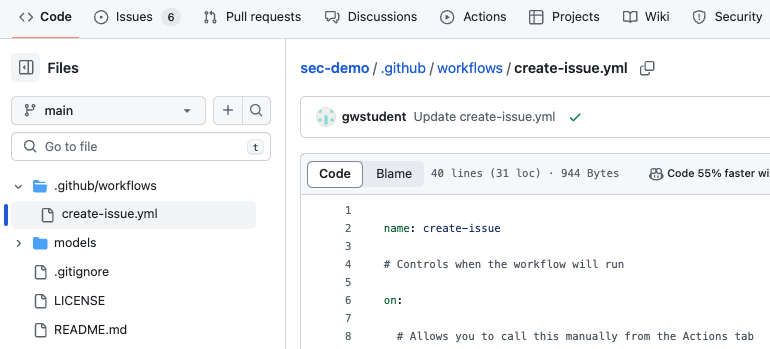 Code Issues 6 Pull requests Discussions Actions Projects Wiki Security
Files
main
Go to file t
.github/workflows
create-issue.yml
models
.gitignore
LICENSE
README.md
sec-demo / .github / workflows / create-issue.yml
gwstudent Update create-issue.yml
Code Blame 40 lines (31 loc) · 944 Bytes Code 55% faster wi
1
2 name: create-issue
3
4 # Controls when the workflow will run
5
6 on:
7
8 # Allows you to call this manually from the Actions tab